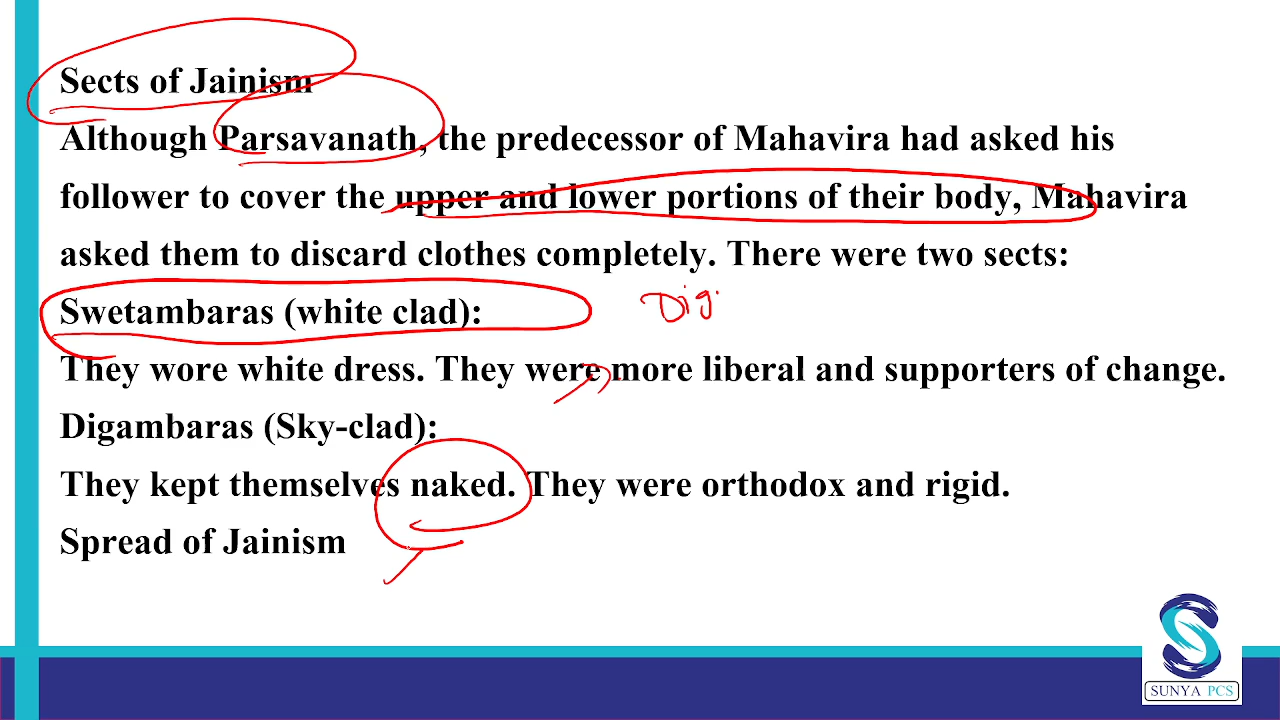 Sects of Jainism
Although Parsavanath, the predecessor of Mahavira had asked his
follower to cover the upper and lower portions of their body, Mahavira
asked them to discard clothes completely. There were two sects:
Swetambaras (white clad):
Dig.
They wore white dress. They were more liberal and supporters of change.
Digambaras (Sky-clad):
They kept themselves naked. They were orthodox and rigid.
Spread of Jainism
SUNYA PCS